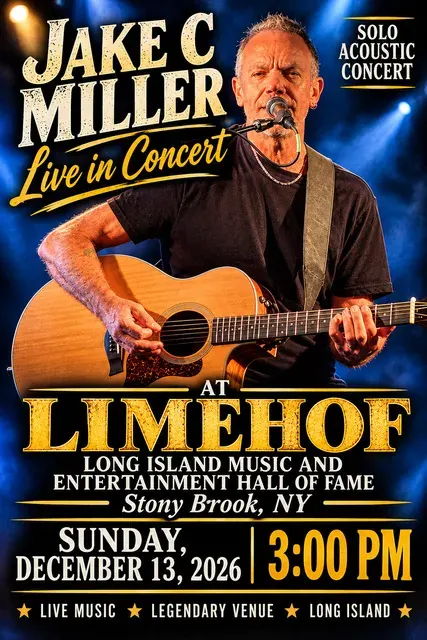 JAKE C
MILLER
Live in Concert
SOLO
ACOUSTIC
CONCERT
AT
LIMEHOF
LONG ISLAND MUSIC AND
ENTERTAINMENT HALL OF FAME
Stony Brook, NY
SUNDAY,
DECEMBER 13, 2026
3:00 PM
★ LIVE MUSIC ★ LEGENDARY VENUE ★ LONG ISLAND ★